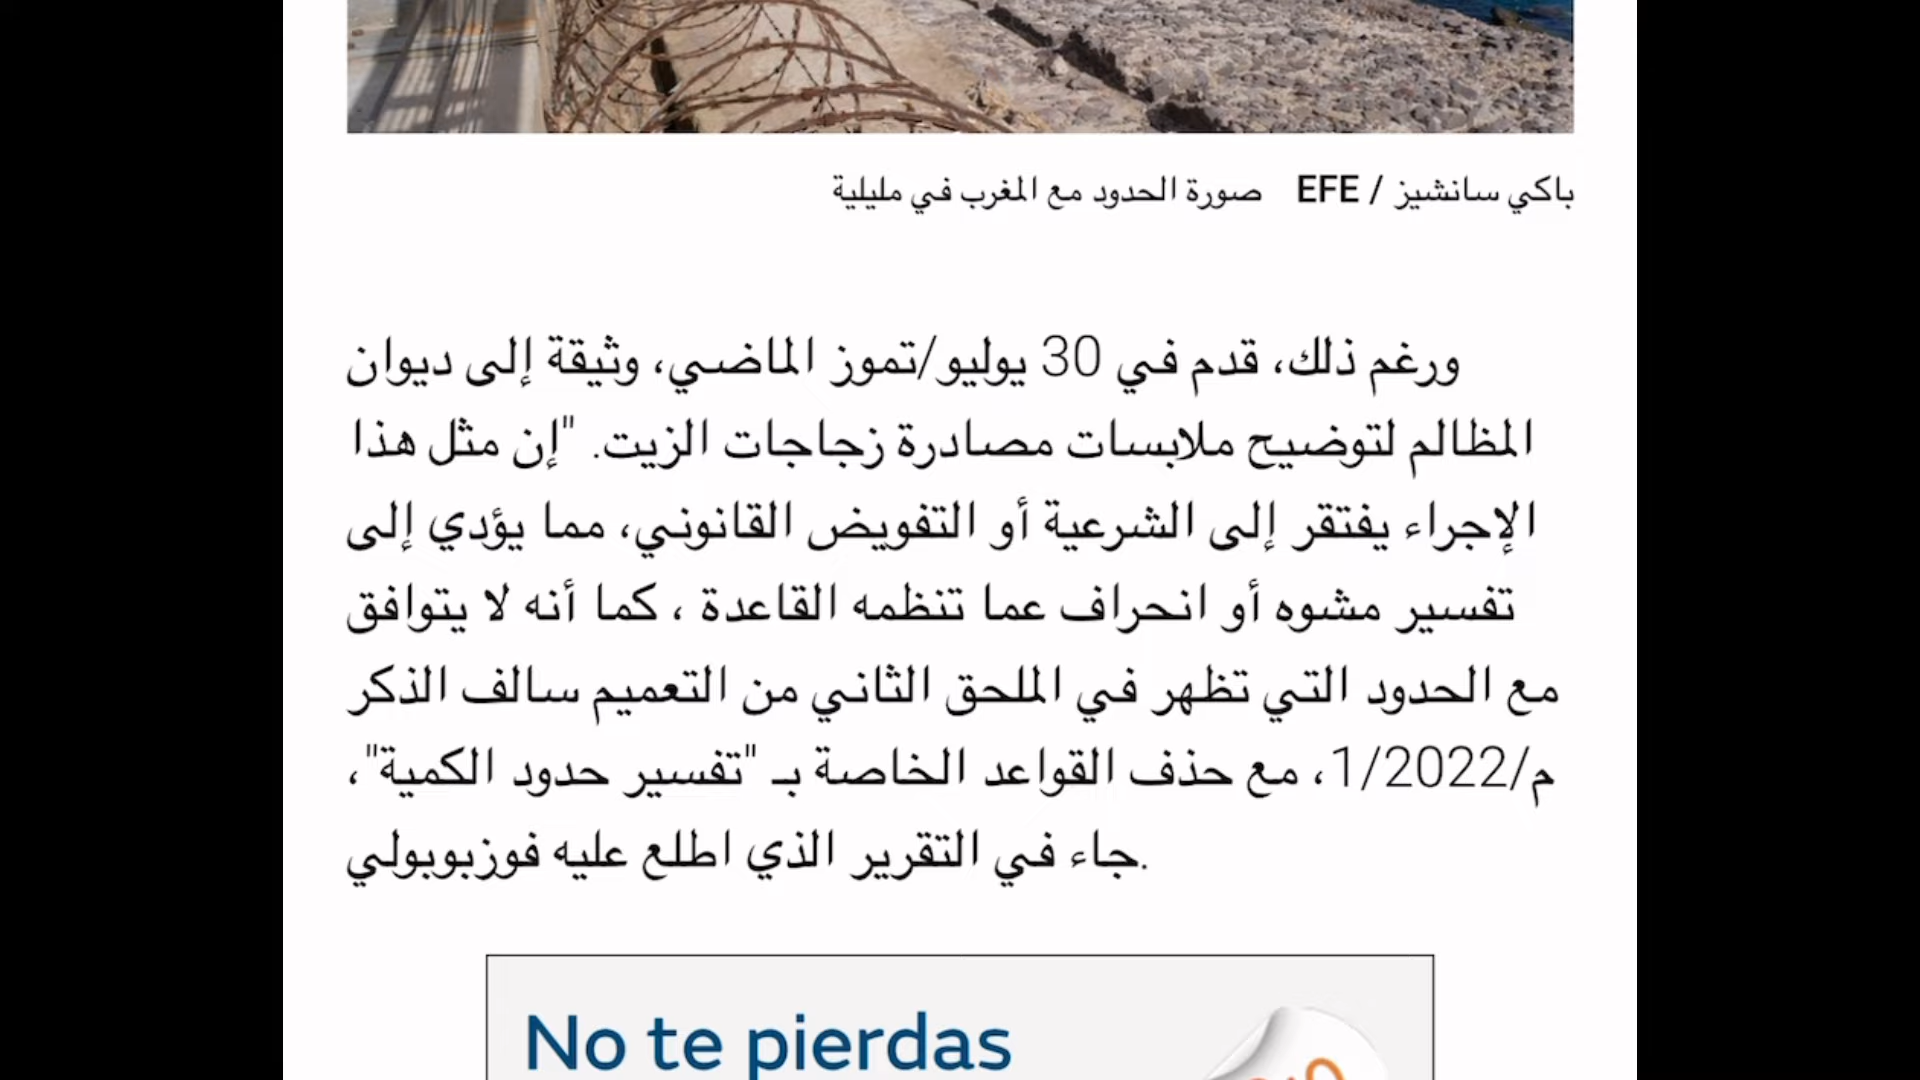 باكي سانشيز / EFE صورة الحدود مع المغرب في مليلية
ورغم ذلك، قدم في 30 يوليو/تموز الماضي، وثيقة إلى ديوان
المظالم لتوضيح ملابسات مصادرة زجاجات الزيت. "إن مثل هذا
الإجراء يفتقر إلى الشرعية أو التفويض القانوني، مما يؤدي إلى
تفسير مشوه أو انحراف عما تنظمه القاعدة ، كما أنه لا يتوافق
مع الحدود التي تظهر في الملحق الثاني من التعميم سالف الذكر
م/1/2022، مع حذف القواعد الخاصة بـ "تفسير حدود الكمية"،
جاء في التقرير الذي اطلع عليه فوزبوبولي.
No te pierdas